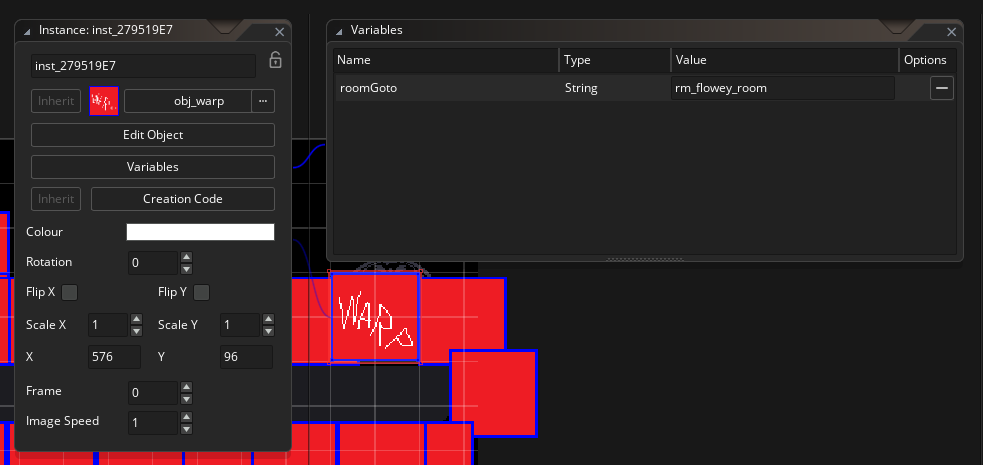 Instance: inst_279519E7
inst_279519E7
Inherit
obj_warp
...
Edit Object
Variables
Inherit
Creation Code
Colour
Rotation 0
Flip X Flip Y
Scale X 1 Scale Y 1
X 576 Y 96
Frame 0
Image Speed 1
Variables
Name Type Value Options
roomGoto String rm_flowey_room
Warp